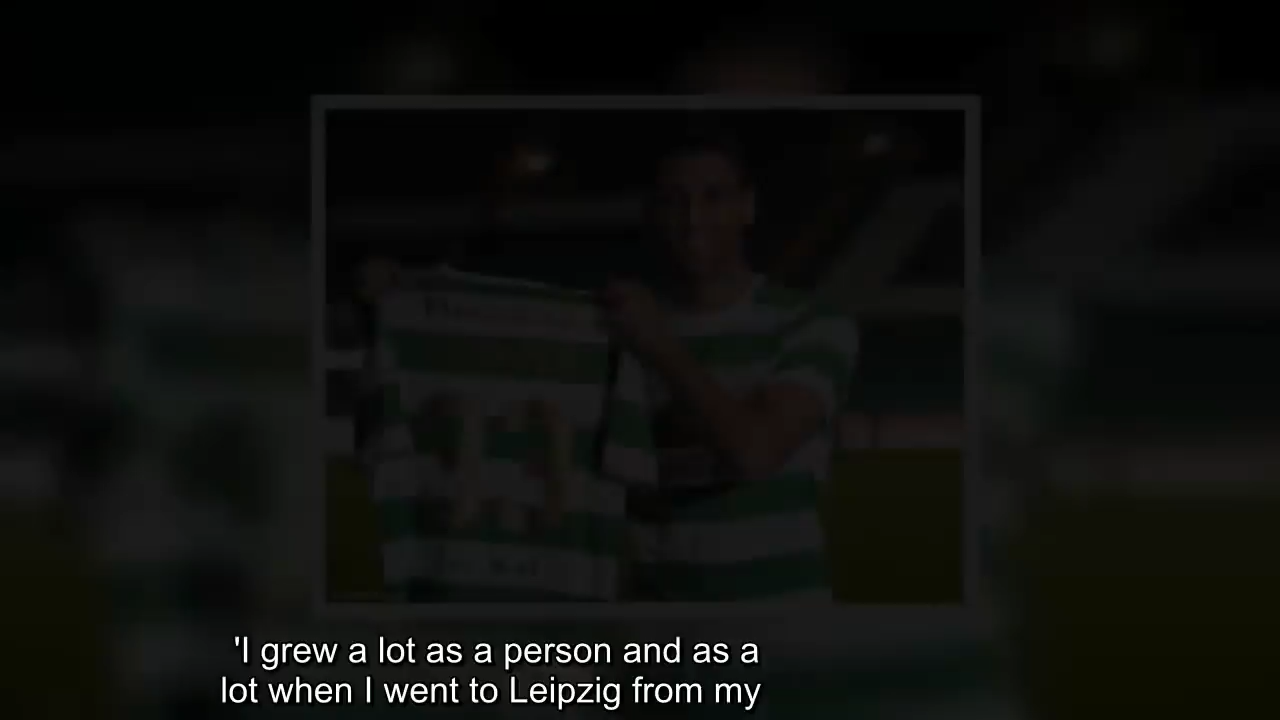 'I grew a lot as a person and as a
lot when I went to Leipzig from my